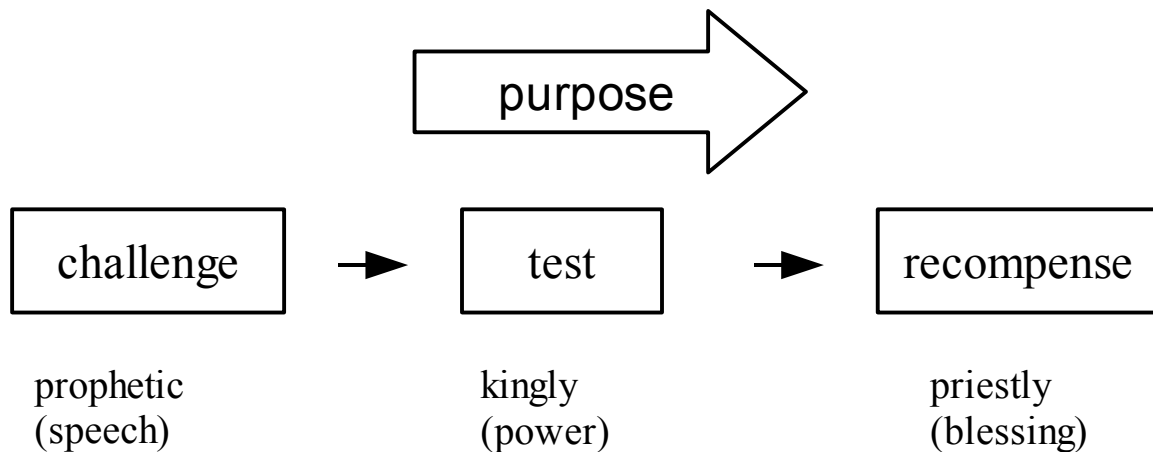 purpose
challenge
test
recompense
prophetic
(speech)
kingly
(power)
priestly
(blessing)